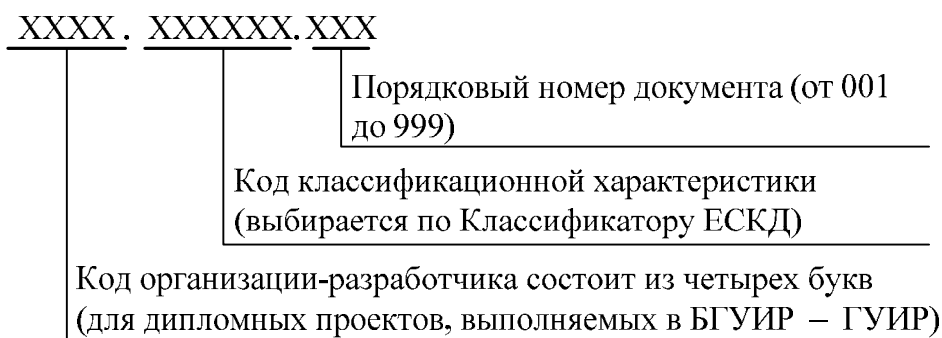 XXXX. XXXXXX.XXX
Порядковый номер документа (от 001
до 999)
Код классификационной характеристики
(выбирается по Классификатору ЕСКД)
Код организации-разработчика состоит из четырех букв
(для дипломных проектов, выполняемых в БГУИР – ГУИР)